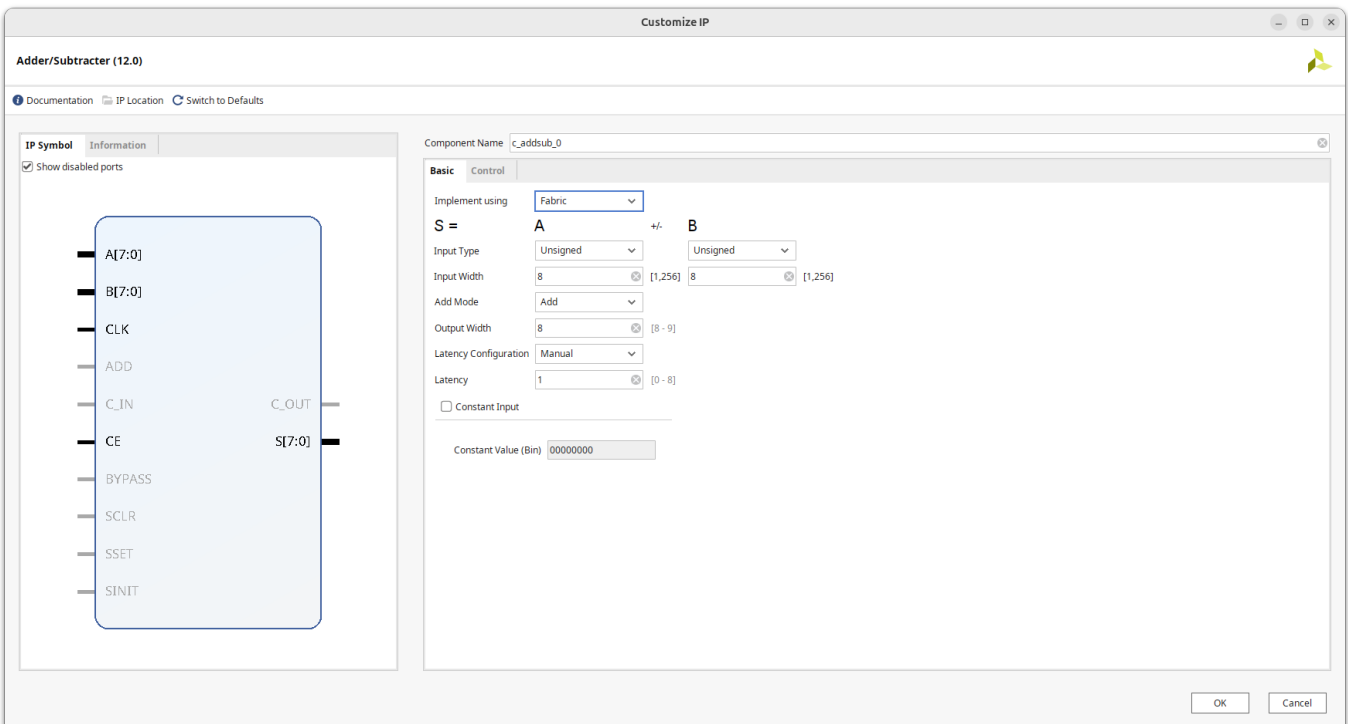 Customize IP
Adder/Subtracter (12.0)
Documentation IP Location Switch to Defaults
IP Symbol Information
Show disabled ports
A[7:0]
B[7:0]
CLK
ADD
C_IN C_OUT
CE S[7:0]
BYPASS
SCLR
SSET
SINIT
Component Name c_addsub_0
Basic Control
Implement using Fabric
S = A +/- B
Input Type Unsigned Unsigned
Input Width 8 [1,256] 8 [1,256]
Add Mode Add
Output Width 8 [8 - 9]
Latency Configuration Manual
Latency 1 [0 - 8]
Constant Input
Constant Value (Bin) 00000000
OK Cancel